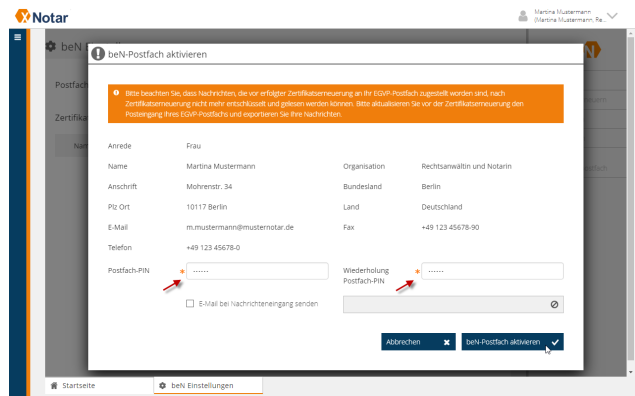 XNotar
Martina Mustermann
(Martina Mustermann, Re...
beN
beN-Postfach aktivieren
Postfach
Bitte beachten Sie, dass Nachrichten, die vor erfolgter Zertifikatserneuerung an Ihr EGVP-Postfach zugestellt worden sind, nach
Zertifikatserneuerung nicht mehr entschlüsselt und gelesen werden können. Bitte aktualisieren Sie vor der Zertifikatserneuerung den
Posteingang Ihres EGVP-Postfachs und exportieren Sie Ihre Nachrichten.
Zertifika
Anrede Frau
Name Martina Mustermann Organisation Rechtsanwältin und Notarin
Anschrift Mohrenstr. 34 Bundesland Berlin
Plz Ort 10117 Berlin Land Deutschland
E-Mail m.mustermann@musternotar.de Fax +49 123 45678-90
Telefon +49 123 45678-0
Postfach-PIN * ...... Wiederholung * ......
Postfach-PIN
E-Mail bei Nachrichteneingang senden
Abbrechen beN-Postfach aktivieren
Startseite beN Einstellungen